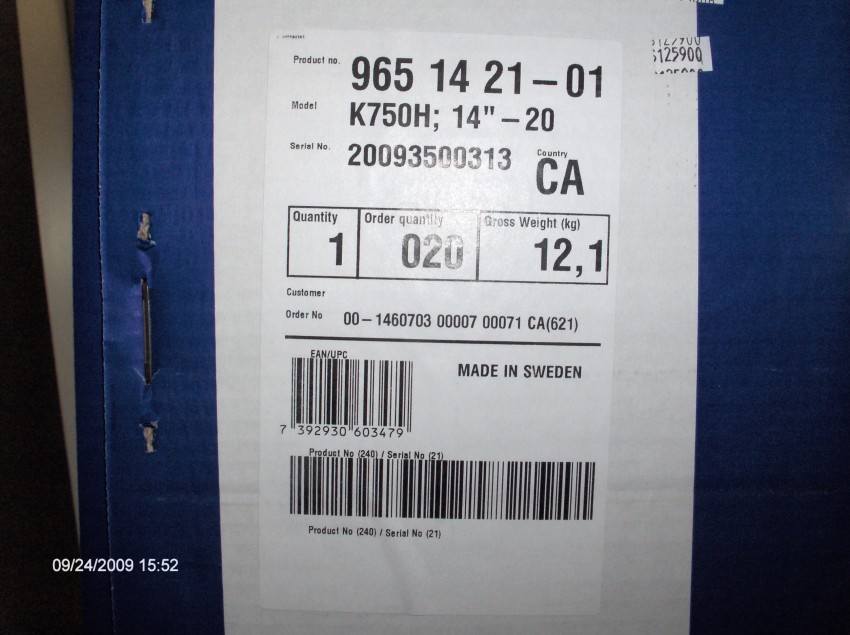 Product no. 965 14 21-01
Model K750H; 14"-20
Serial No. 20093500313
Country CA
Quantity 1
Order quantity 020
Gross Weight (kg) 12,1
Customer
Order No 00-1460703 00007 00071 CA(621)
EAN/UPC
MADE IN SWEDEN
7 392930 603479
Product No (240) / Serial No (21)
Product No (240) / Serial No (21)
09/24/2009 15:52